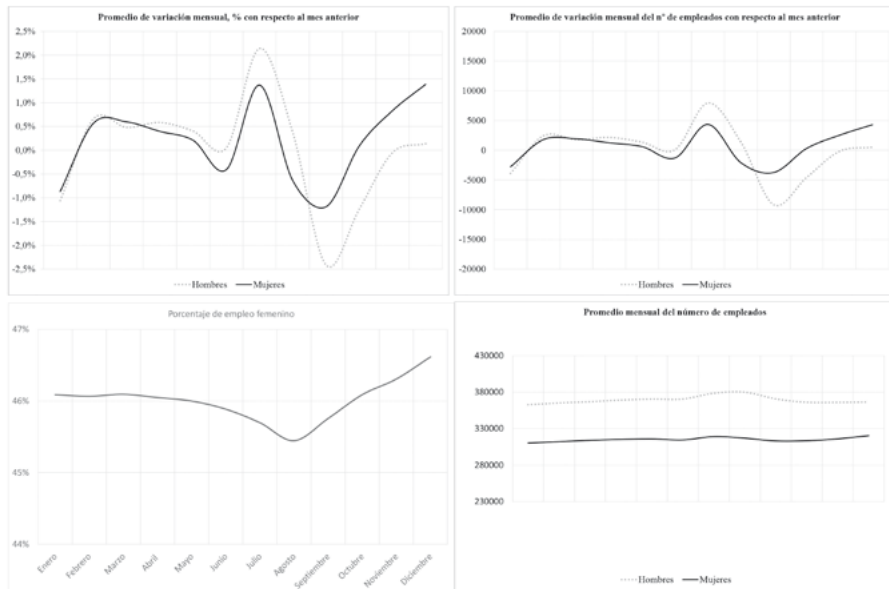 Promedio de variación mensual, % con respecto al mes anterior
2,5%
2,0%
1,5%
1,0%
0,5%
0,0%
-0,5%
-1,0%
-1,5%
-2,0%
-2,5%
Hombres Mujeres
Promedio de variación mensual del nº de empleados con respecto al mes anterior
20000
15000
10000
5000
0
-5000
-10000
-15000
-20000
Hombres Mujeres
Porcentaje de empleo femenino
47%
46%
45%
44%
Enero
Febrero
Marzo
Abril
Mayo
Junio
Julio
Agosto
Septiembre
Octubre
Noviembre
Diciembre
Promedio mensual del número de empleados
430000
380000
330000
280000
230000
Hombres Mujeres